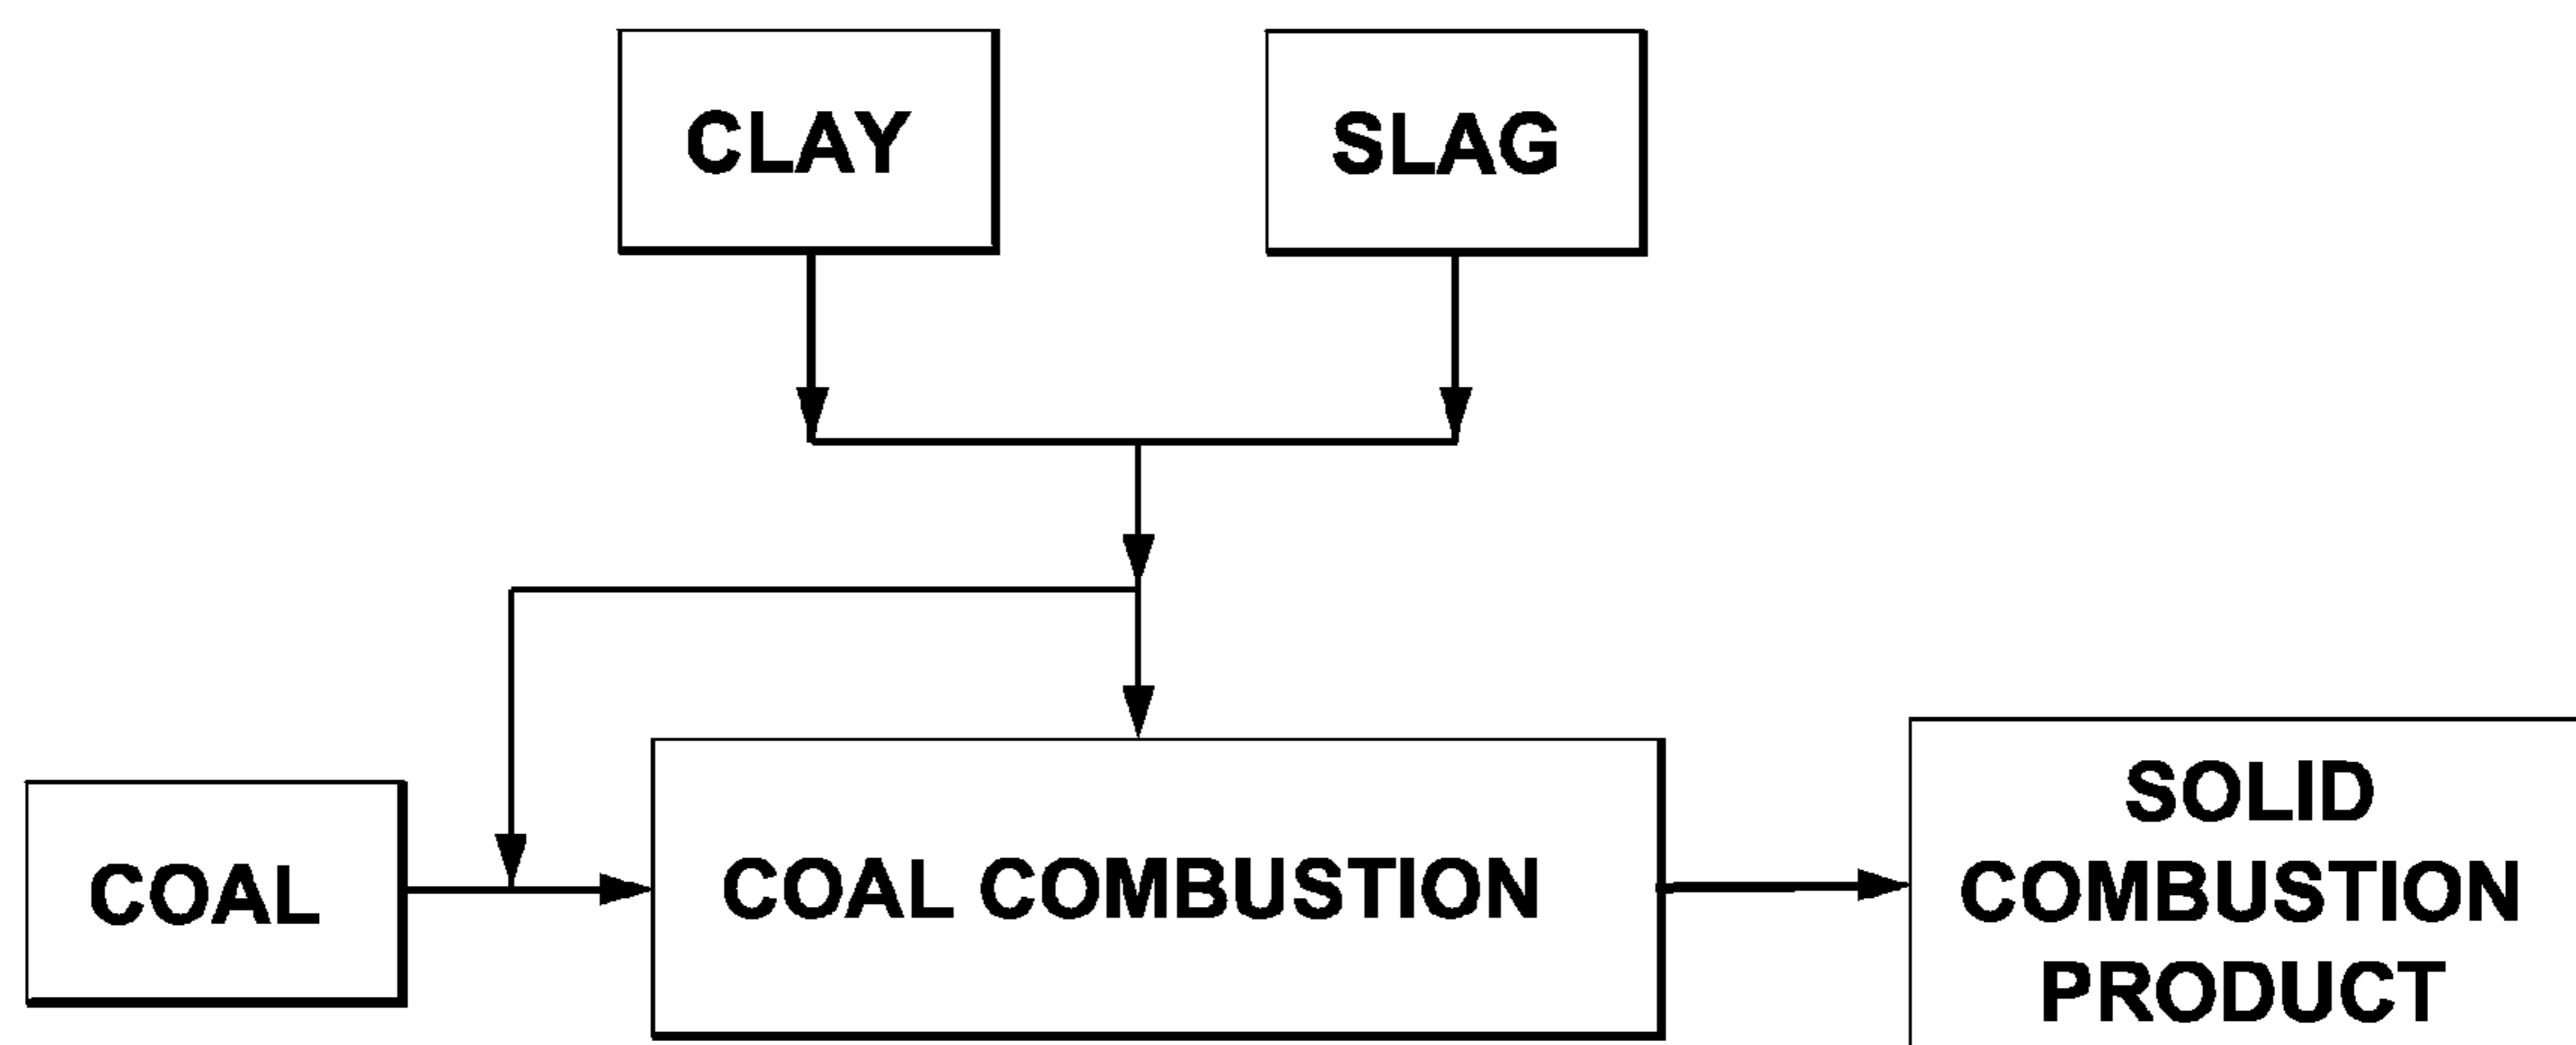 CLAY
SLAG
COAL
COAL COMBUSTION
SOLID
COMBUSTION
PRODUCT